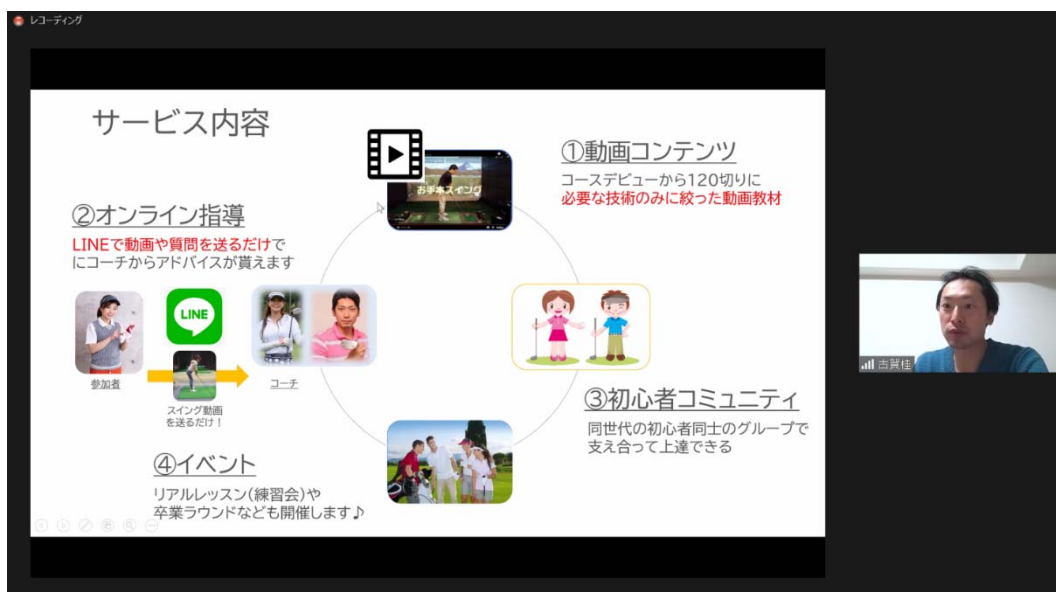 レコーディング
サービス内容
お手本スイング
①動画コンテンツ
コースデビューから120切りに
必要な技術のみに絞った動画教材
②オンライン指導
LINEで動画や質問を送るだけで
にコーチからアドバイスが貰えます
LINE
参加者
コーチ
スイング動画
を送るだけ!
③初心者コミュニティ
同世代の初心者同士のグループで
支え合って上達できる
④イベント
リアルレッスン(練習会)や
卒業ラウンドなども開催します♪
古賀桂